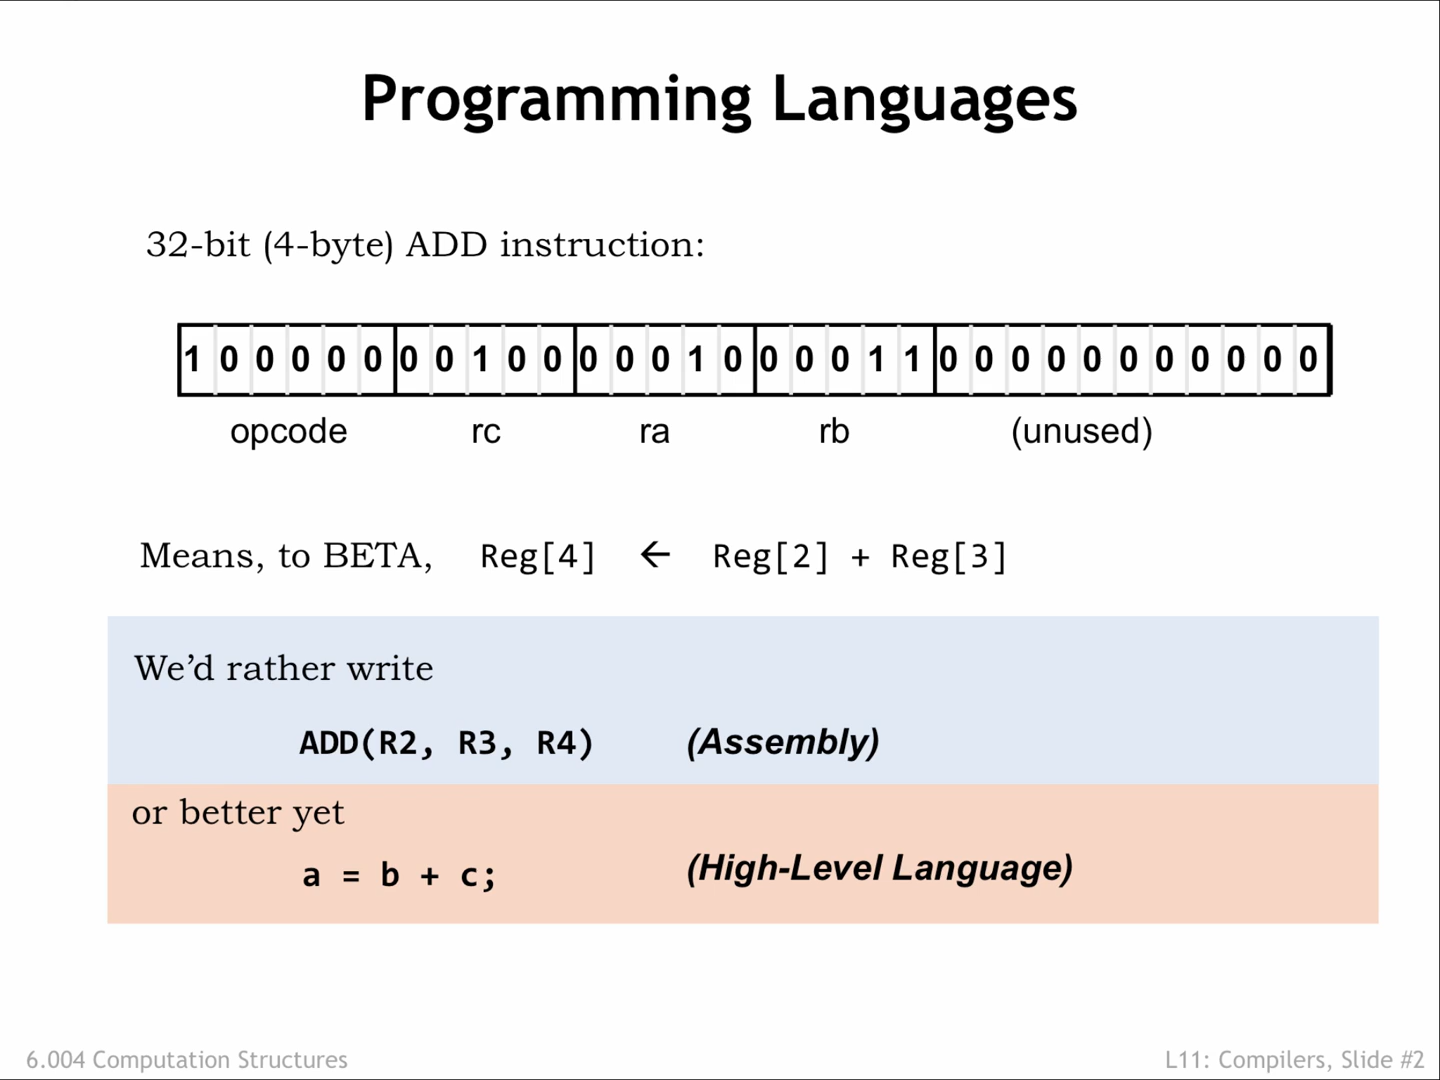 Programming Languages
32-bit (4-byte) ADD instruction:
1 0 0 0 0 0 0 0 1 0 0 0 0 0 1 0 0 0 0 1 1 0 0 0 0 0 0 0 0 0 0 0
opcode rc ra rb (unused)
Means, to BETA, Reg[4] ← Reg[2] + Reg[3]
We'd rather write
ADD(R2, R3, R4) (Assembly)
or better yet
a = b + c; (High-Level Language)
6.004 Computation Structures L11: Compilers, Slide #2